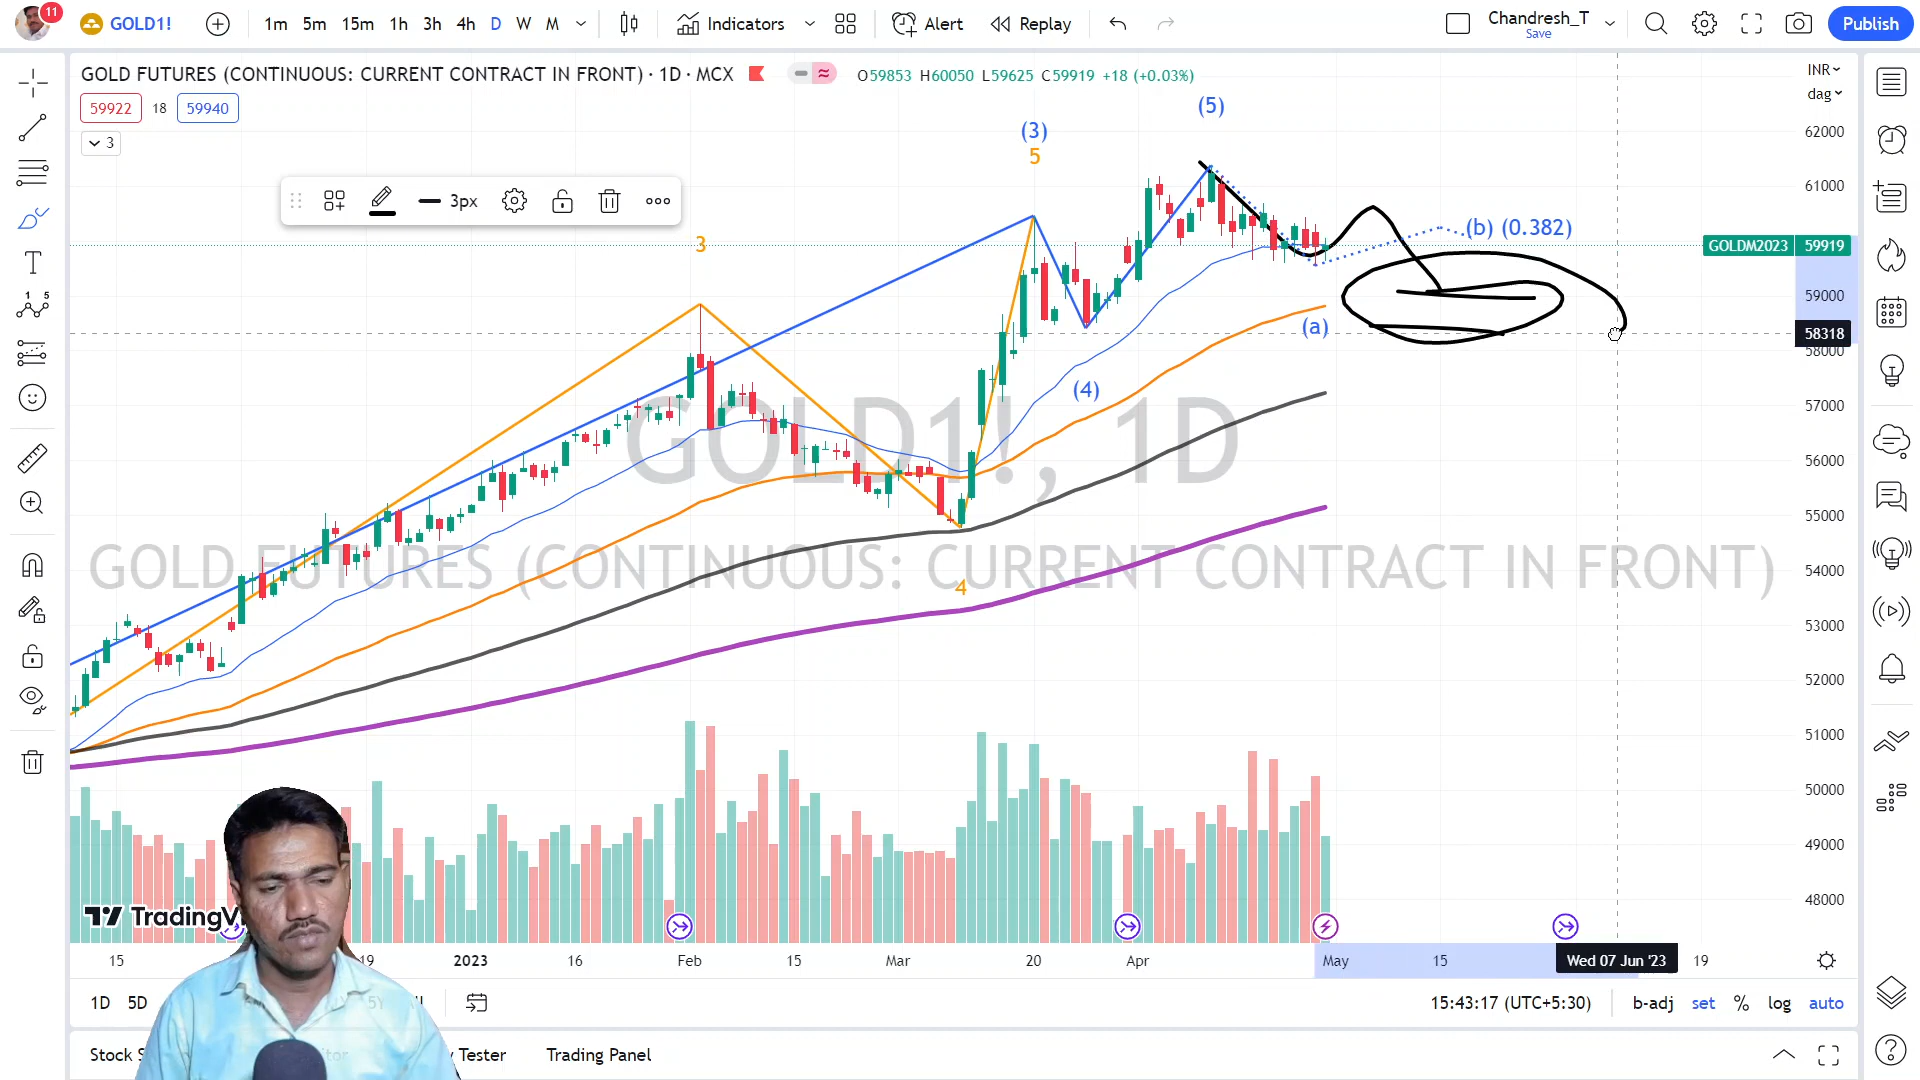 11
GOLD1!
1m 5m 15m 1h 3h 4h D W M
Indicators
Alert
Replay
Chandresh_T
Save
Publish
GOLD FUTURES (CONTINUOUS: CURRENT CONTRACT IN FRONT) · 1D · MCX
O59853 H60050 L59625 C59919 +18 (+0.03%)
INR
dag
59922 18 59940
3
(5)
(3)
5
62000
61000
3px
3
(b) (0.382)
GOLDM2023 59919
59000
(a)
58318
58000
(4)
57000
GOLD1!, 1D
56000
55000
GOLD FUTURES (CONTINUOUS: CURRENT CONTRACT IN FRONT)
54000
4
53000
52000
51000
50000
49000
48000
TradingV
15 19 2023 16 Feb 15 Mar 20 Apr May 15 Wed 07 Jun '23 19
1D 5D 5Y
15:43:17 (UTC+5:30) b-adj set % log auto
Stock Tester Trading Panel